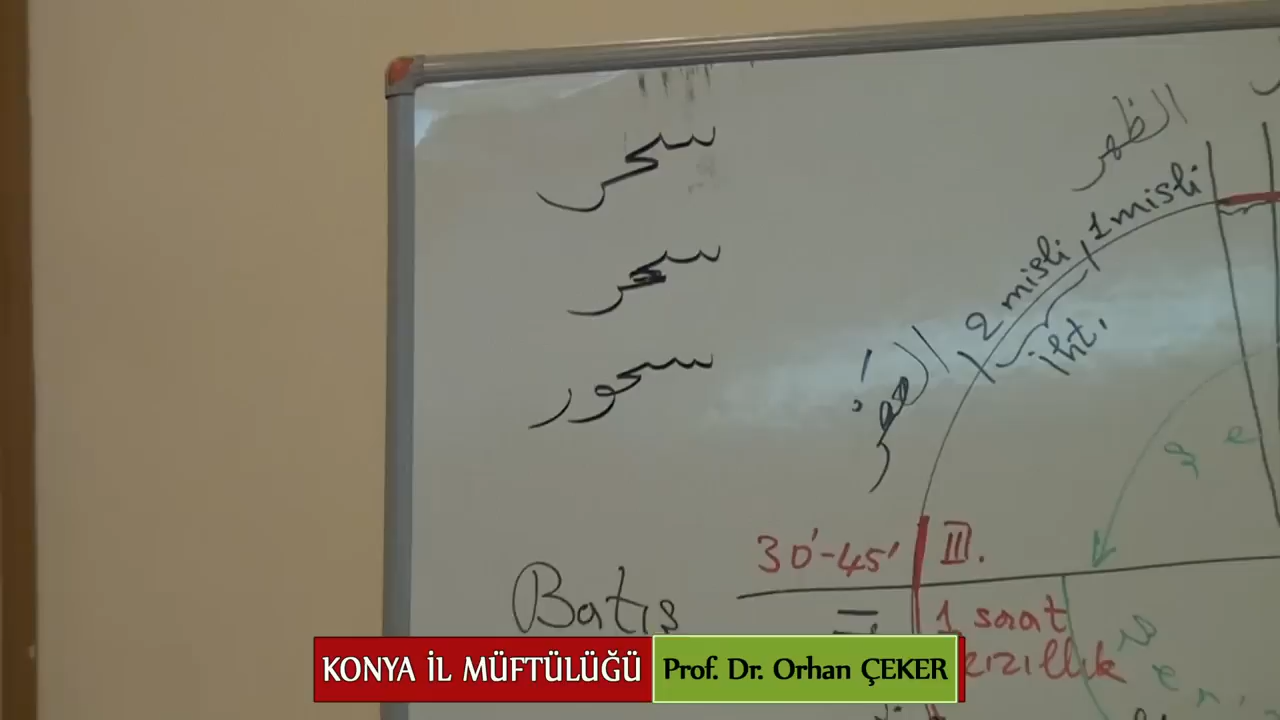 سحر
سحر
سحور
الظهر
1 misli
2 misli
iht.
العصر
30'-45'
III.
Batış
1 saat
kızıllık
KONYA İL MÜFTÜLÜĞÜ
Prof. Dr. Orhan ÇEKER